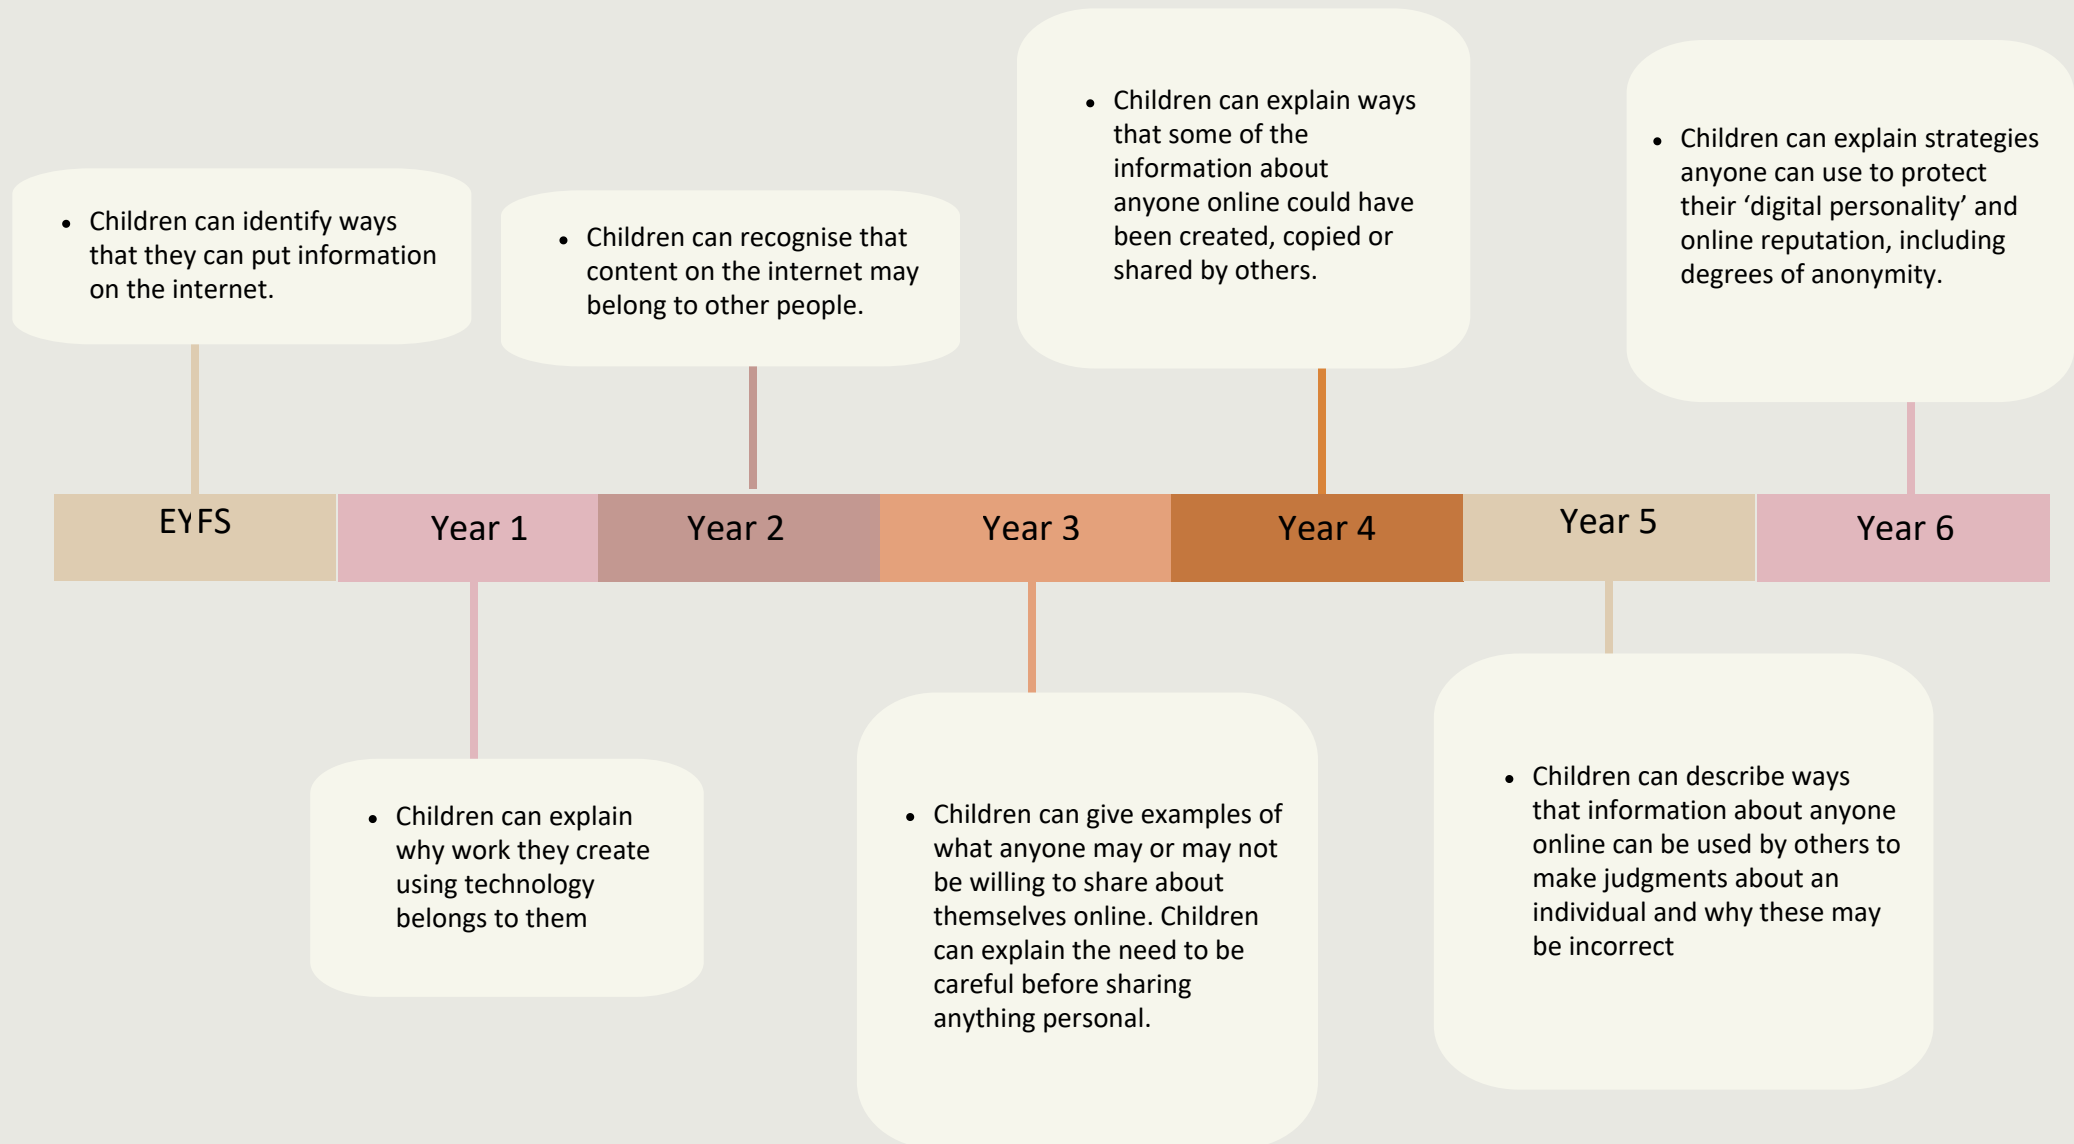 • Children can identify ways
that they can put information
on the internet.
• Children can recognise that
content on the internet may
belong to other people.
• Children can explain ways
that some of the
information about
anyone online could have
been created, copied or
shared by others.
• Children can explain strategies
anyone can use to protect
their ‘digital personality’ and
online reputation, including
degrees of anonymity.
EYFS
Year 1
Year 2
Year 3
Year 4
Year 5
Year 6
• Children can explain
why work they create
using technology
belongs to them
• Children can give examples of
what anyone may or may not
be willing to share about
themselves online. Children
can explain the need to be
careful before sharing
anything personal.
• Children can describe ways
that information about anyone
online can be used by others to
make judgments about an
individual and why these may
be incorrect